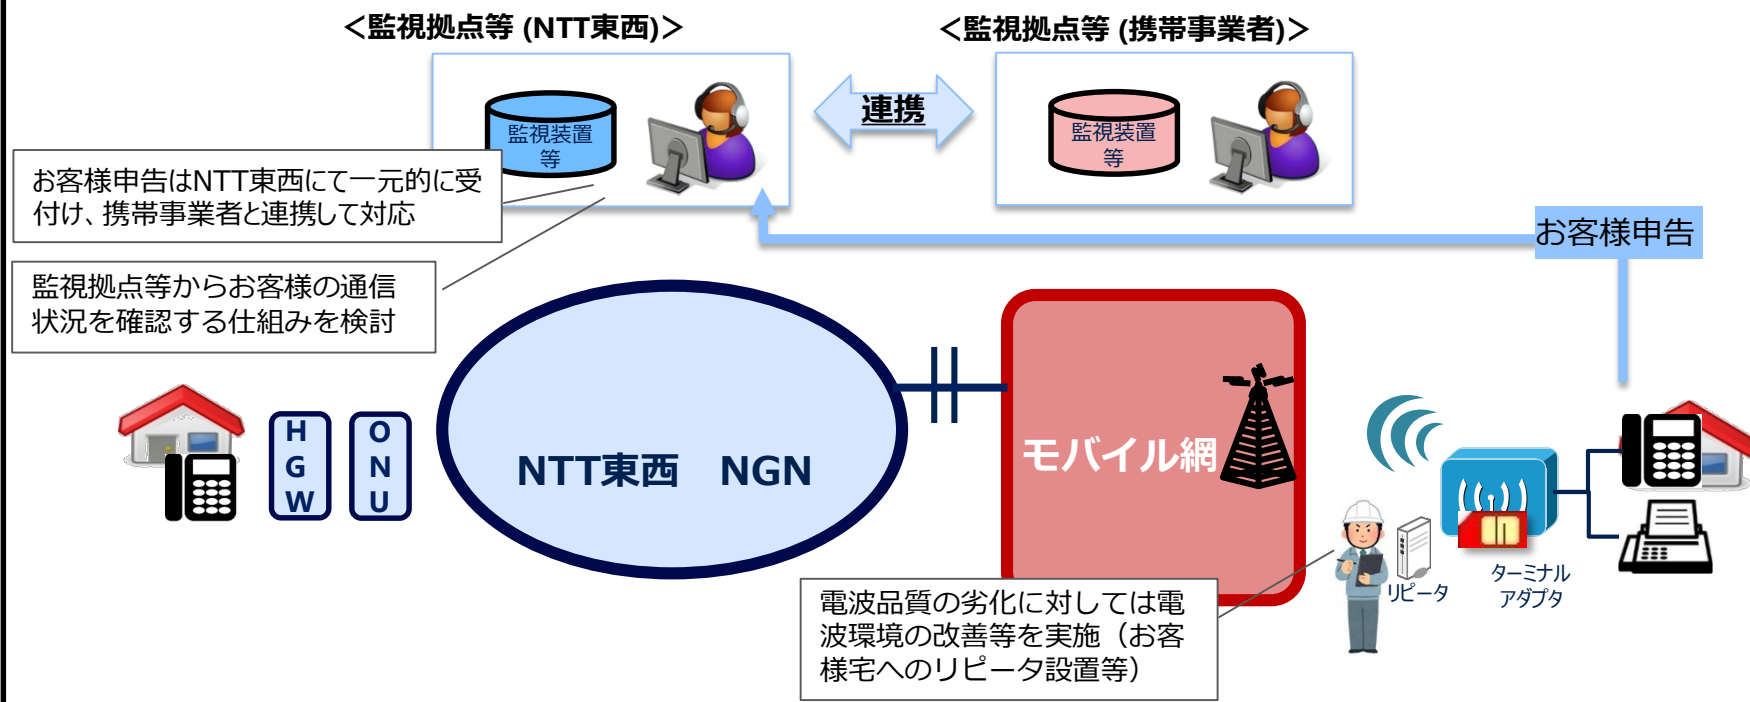 ＜監視拠点等 (NTT東西)＞
＜監視拠点等 (携帯事業者)＞
監視装置
等
連携
監視装置
等
お客様申告はNTT東西にて一元的に受
付け、携帯事業者と連携して対応
お客様申告
監視拠点等からお客様の通信
状況を確認する仕組みを検討
H
G
W
O
N
U
NTT東西　NGN
モバイル網
リピータ
ターミナル
アダプタ
電波品質の劣化に対しては電
波環境の改善等を実施（お客
様宅へのリピータ設置等）